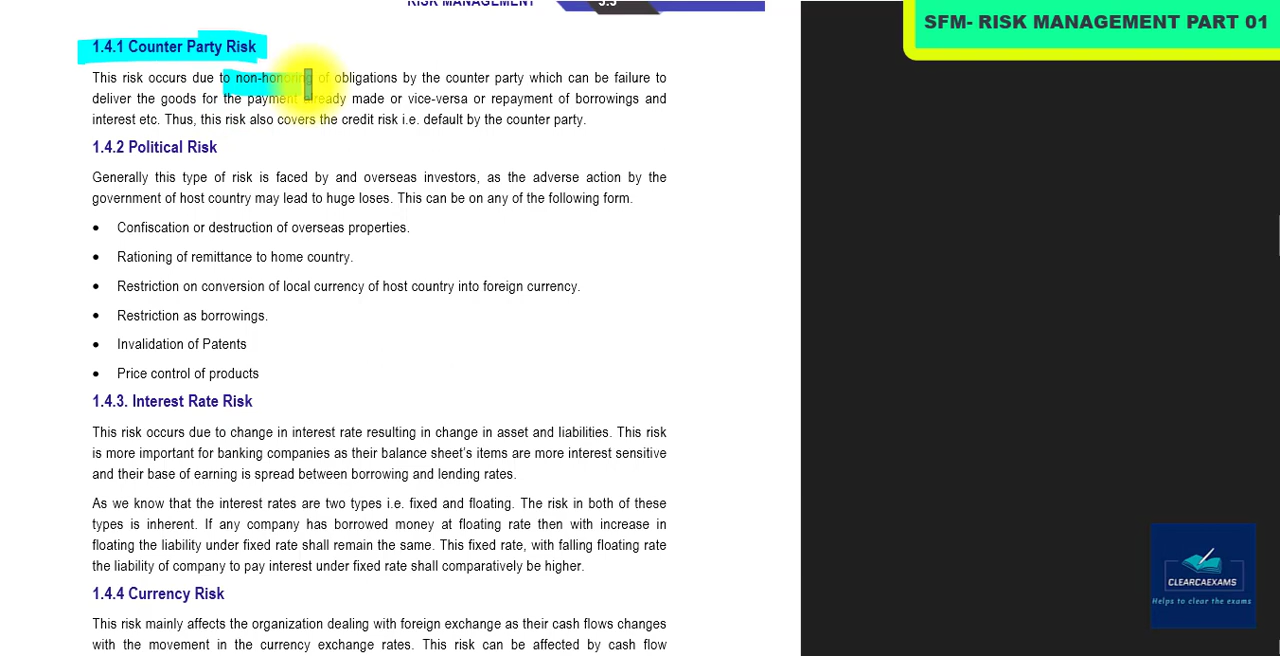 RISK MANAGEMENT
3.3
SFM- RISK MANAGEMENT PART 01
1.4.1 Counter Party Risk
This risk occurs due to non-honoring of obligations by the counter party which can be failure to
deliver the goods for the payment already made or vice-versa or repayment of borrowings and
interest etc. Thus, this risk also covers the credit risk i.e. default by the counter party.
1.4.2 Political Risk
Generally this type of risk is faced by and overseas investors, as the adverse action by the
government of host country may lead to huge loses. This can be on any of the following form.
• Confiscation or destruction of overseas properties.
• Rationing of remittance to home country.
• Restriction on conversion of local currency of host country into foreign currency.
• Restriction as borrowings.
• Invalidation of Patents
• Price control of products
1.4.3. Interest Rate Risk
This risk occurs due to change in interest rate resulting in change in asset and liabilities. This risk
is more important for banking companies as their balance sheet's items are more interest sensitive
and their base of earning is spread between borrowing and lending rates.
As we know that the interest rates are two types i.e. fixed and floating. The risk in both of these
types is inherent. If any company has borrowed money at floating rate then with increase in
floating the liability under fixed rate shall remain the same. This fixed rate, with falling floating rate
the liability of company to pay interest under fixed rate shall comparatively be higher.
1.4.4 Currency Risk
This risk mainly affects the organization dealing with foreign exchange as their cash flows changes
with the movement in the currency exchange rates. This risk can be affected by cash flow
CLEARCAEXAMS
Helps to clear the exams